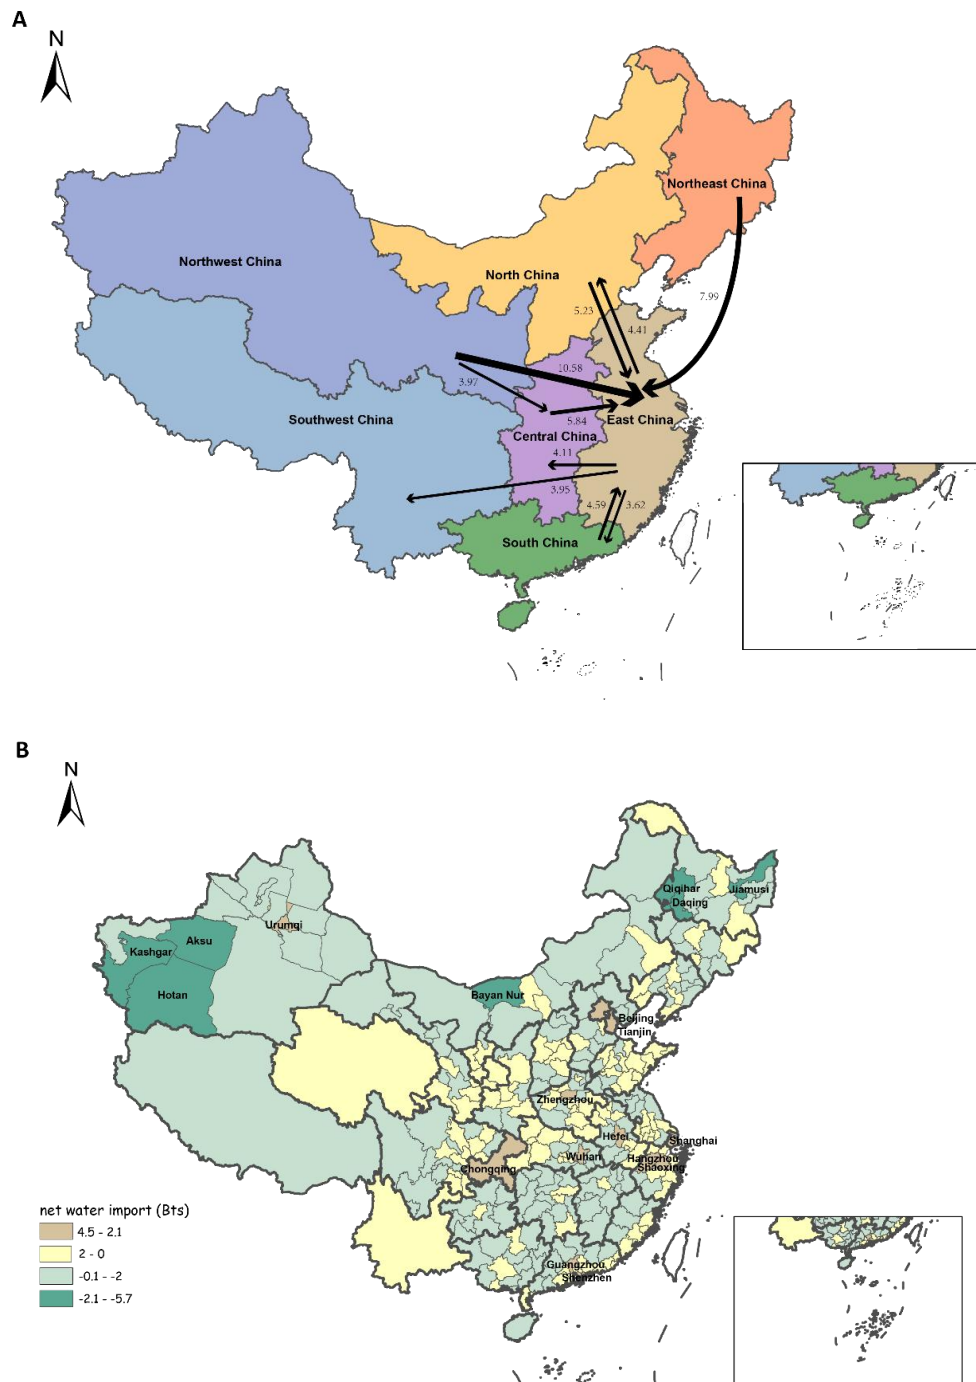 A
N
Northeast China
Northwest China
North China
7.99
5.23
4.41
10.58
3.97
Southwest China
5.84
East China
Central China
4.11
3.95
4.59
3.62
South China
B
N
Qiqihar
Jiamusi
Daqing
Urumqi
Aksu
Kashgar
Hotan
Bayan Nur
Beijing
Tianjin
Zhengzhou
Hefei
Shanghai
Wuhan
Hangzhou
Shaoxing
Chongqing
net water import (Bts)
4.5 - 2.1
2 - 0
-0.1 - -2
-2.1 - -5.7
Guangzhou
Shenzhen